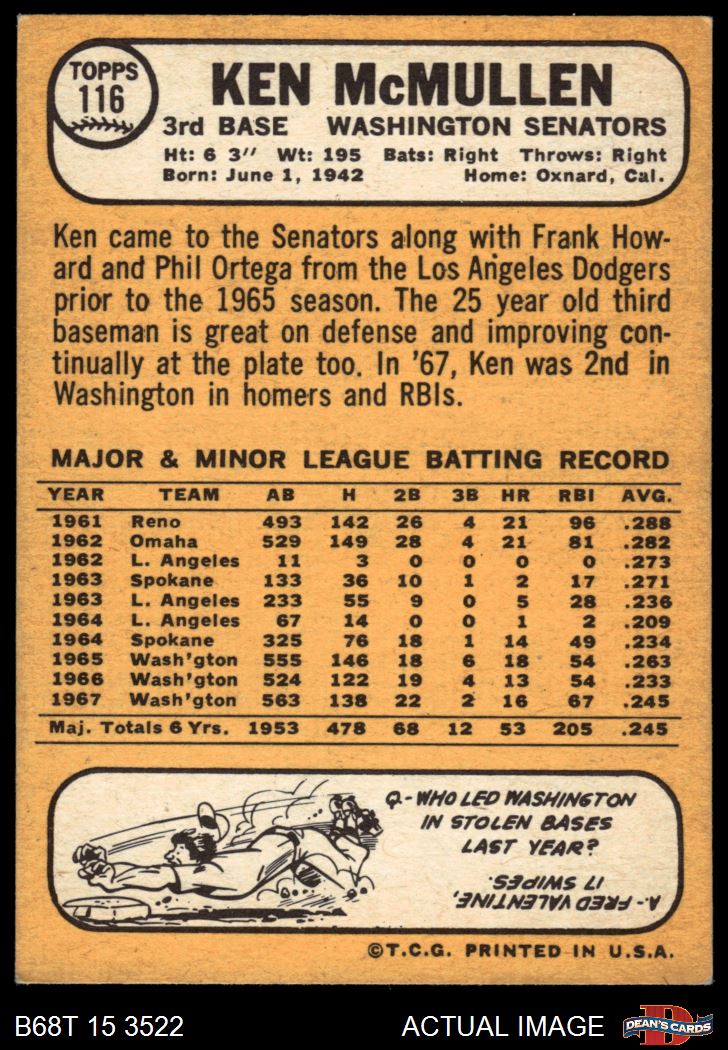 TOPPS
116
KEN McMULLEN
3rd BASE WASHINGTON SENATORS
Ht: 6 3″ Wt: 195 Bats: Right Throws: Right
Born: June 1, 1942 Home: Oxnard, Cal.
Ken came to the Senators along with Frank How-
ard and Phil Ortega from the Los Angeles Dodgers
prior to the 1965 season. The 25 year old third
baseman is great on defense and improving con-
tinually at the plate too. In '67, Ken was 2nd in
Washington in homers and RBIs.
MAJOR & MINOR LEAGUE BATTING RECORD
YEAR TEAM AB H 2B 3B HR RBI AVG.
1961 Reno 493 142 26 4 21 96 .288
1962 Omaha 529 149 28 4 21 81 .282
1962 L. Angeles 11 3 0 0 0 0 .273
1963 Spokane 133 36 10 1 2 17 .271
1963 L. Angeles 233 55 9 0 5 28 .236
1964 L. Angeles 67 14 0 0 1 2 .209
1964 Spokane 325 76 18 1 14 49 .234
1965 Wash'gton 555 146 18 6 18 54 .263
1966 Wash'gton 524 122 19 4 13 54 .233
1967 Wash'gton 563 138 22 2 16 67 .245
Maj. Totals 6 Yrs. 1953 478 68 12 53 205 .245
Q.-WHO LED WASHINGTON
IN STOLEN BASES
LAST YEAR?
A.-FRED VALENTINE,
17 SWIPES.
©T.C.G. PRINTED IN U.S.A.
B68T 15 3522 ACTUAL IMAGE
D
DEAN'S CARDS